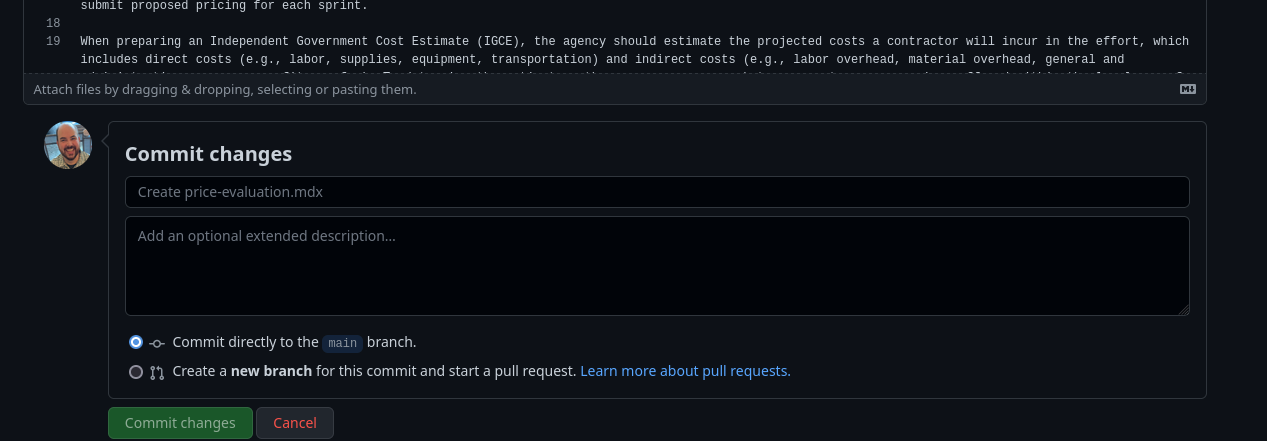 submit proposed pricing for each sprint.
18
19 When preparing an Independent Government Cost Estimate (IGCE), the agency should estimate the projected costs a contractor will incur in the effort, which
includes direct costs (e.g., labor, supplies, equipment, transportation) and indirect costs (e.g., labor overhead, material overhead, general and
Attach files by dragging & dropping, selecting or pasting them.
Commit changes
Create price-evaluation.mdx
Add an optional extended description...
Commit directly to the main branch.
Create a new branch for this commit and start a pull request. Learn more about pull requests.
Commit changes Cancel